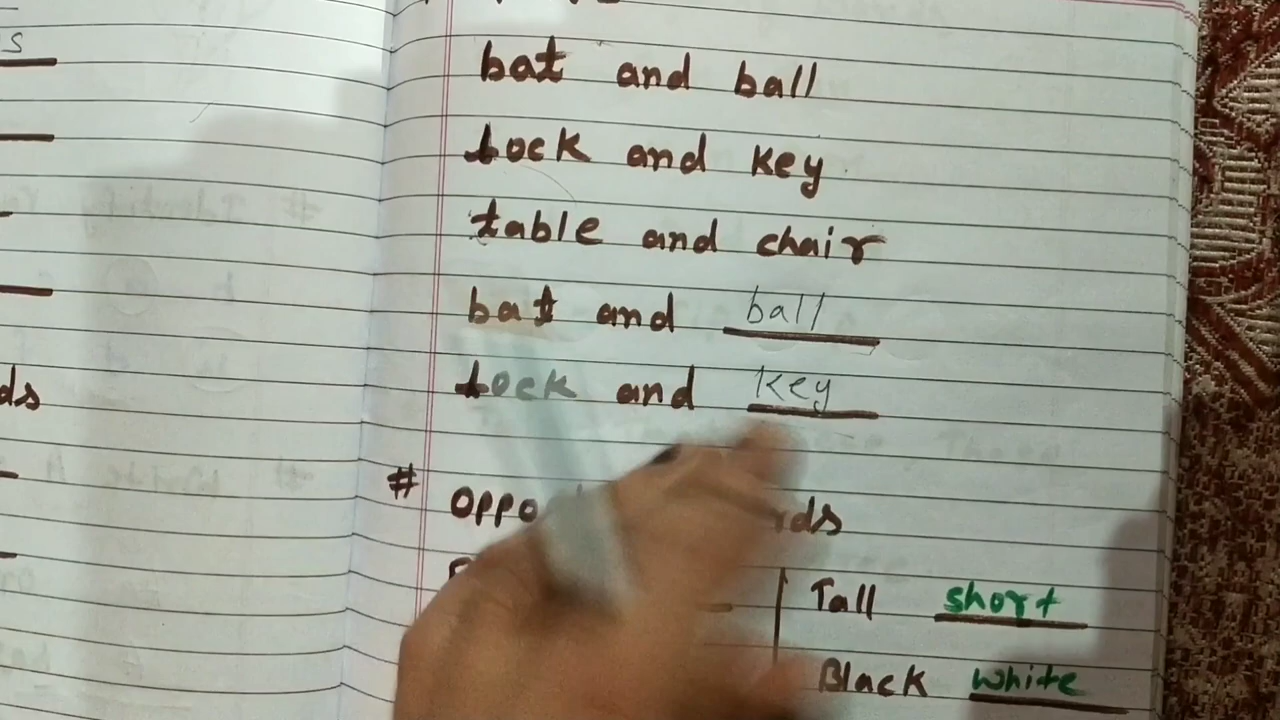 s
bat and ball
Lock and key
table and chair
bat and ball
Lock and key
ds
#
Tall short
Black white